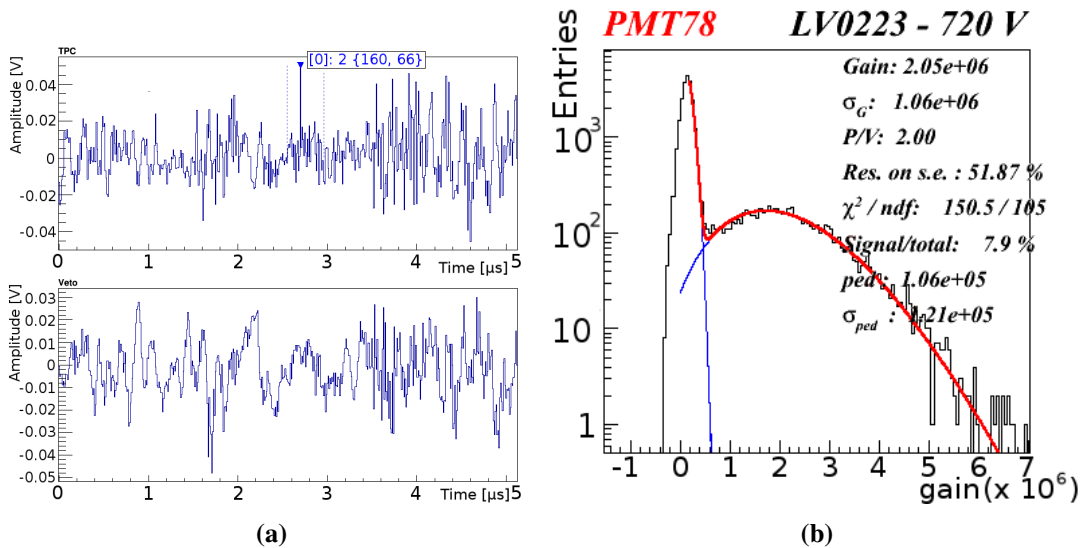 TPC
[0]: 2 {160, 66}
Amplitude [V]
0.04
0.02
0
-0.02
-0.04
0 1 2 3 4 5
Time [µs]
Veto
Amplitude [V]
0.03
0.02
0.01
0
-0.01
-0.02
-0.03
-0.04
-0.05
0 1 2 3 4 5
Time [µs]
(a)
PMT78 LV0223 - 720 V
Entries
10³
10²
10
1
Gain: 2.05e+06
σG: 1.06e+06
P/V: 2.00
Res. on s.e. : 51.87 %
χ² / ndf: 150.5 / 105
Signal/total: 7.9 %
ped : 1.06e+05
σped : 1.21e+05
-1 0 1 2 3 4 5 6 7
gain(x 10⁶)
(b)